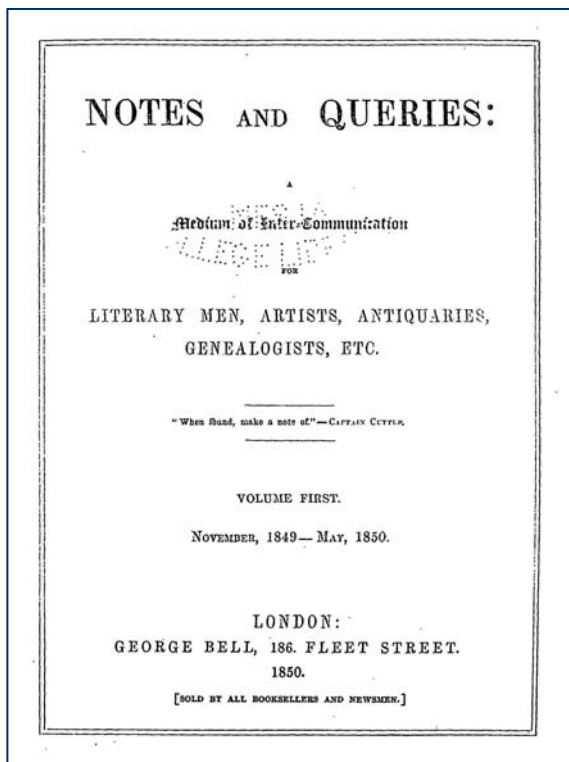 NOTES AND QUERIES:
A
Medium of Inter-Communication
FOR
LITERARY MEN, ARTISTS, ANTIQUARIES,
GENEALOGISTS, ETC.
"When found, make a note of."—CAPTAIN CUTTLE.
VOLUME FIRST.
NOVEMBER, 1849—MAY, 1850.
LONDON:
GEORGE BELL, 186. FLEET STREET.
1850.
[SOLD BY ALL BOOKSELLERS AND NEWSMEN.]